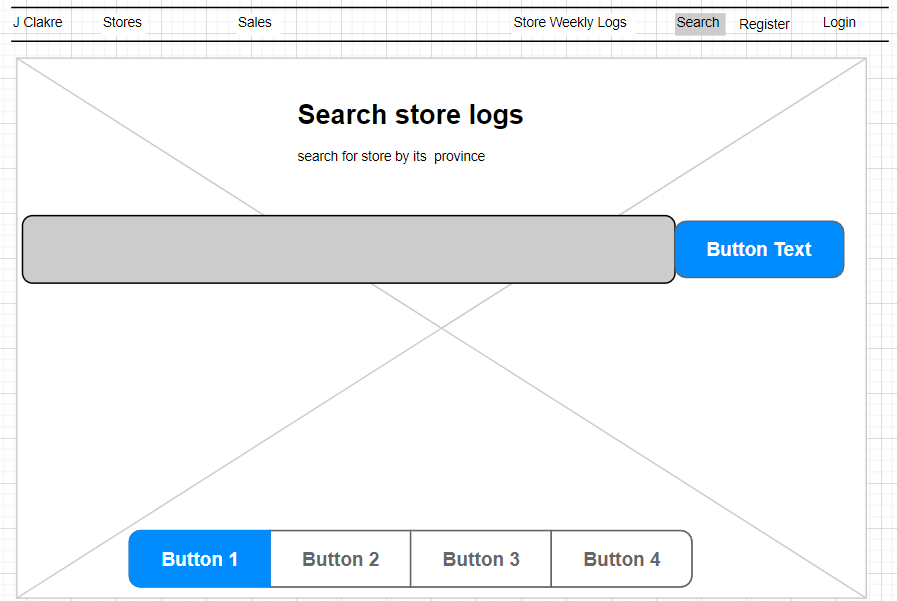 J Clakre Stores Sales Store Weekly Logs Search Register Login
Search store logs
search for store by its province
Button Text
Button 1 Button 2 Button 3 Button 4